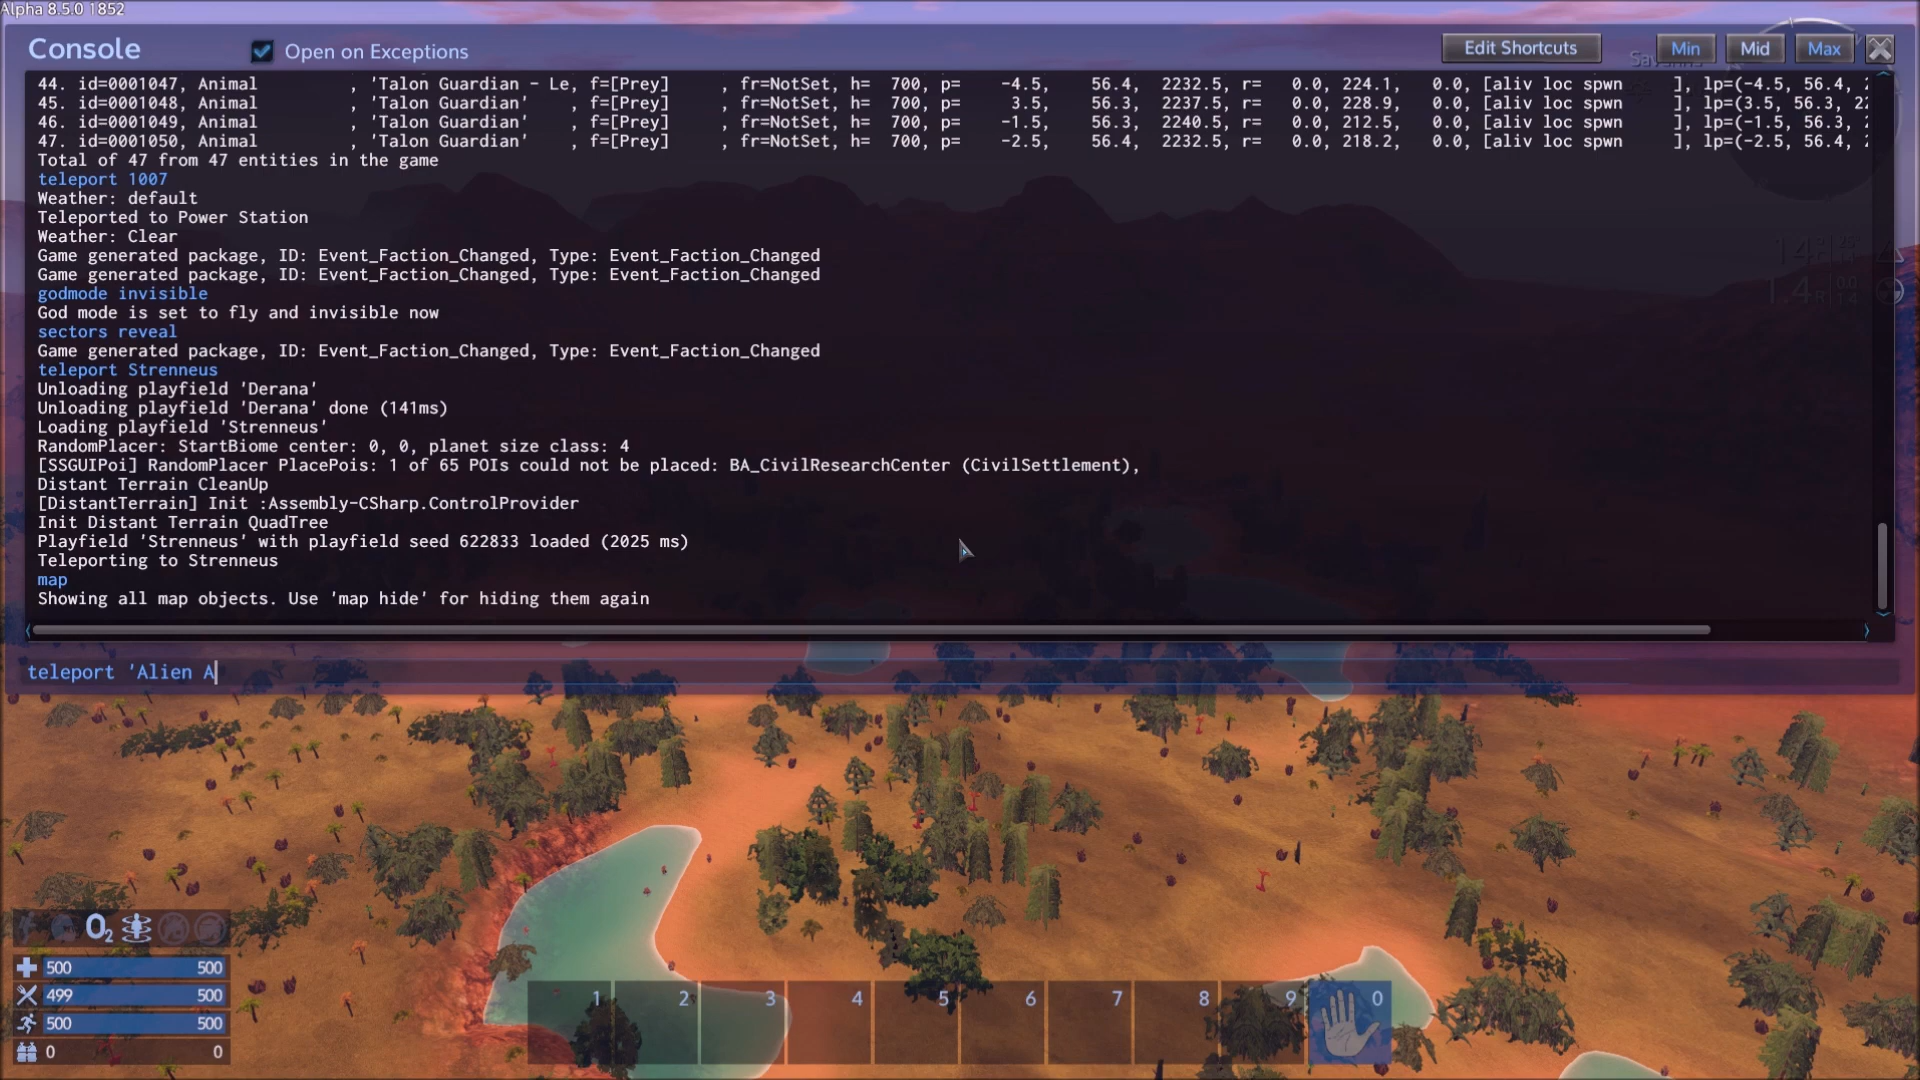 Alpha 8.5.0 1852
Console
Open on Exceptions
Edit Shortcuts
Min
Mid
Max
44. id=0001047, Animal , 'Talon Guardian - Le, f=[Prey] , fr=NotSet, h= 700, p= -4.5, 56.4, 2232.5, r= 0.0, 224.1, 0.0, [aliv loc spwn ], lp=(-4.5, 56.4,
45. id=0001048, Animal , 'Talon Guardian' , f=[Prey] , fr=NotSet, h= 700, p= 3.5, 56.3, 2237.5, r= 0.0, 228.9, 0.0, [aliv loc spwn ], lp=(3.5, 56.3, 22
46. id=0001049, Animal , 'Talon Guardian' , f=[Prey] , fr=NotSet, h= 700, p= -1.5, 56.3, 2240.5, r= 0.0, 212.5, 0.0, [aliv loc spwn ], lp=(-1.5, 56.3,
47. id=0001050, Animal , 'Talon Guardian' , f=[Prey] , fr=NotSet, h= 700, p= -2.5, 56.4, 2232.5, r= 0.0, 218.2, 0.0, [aliv loc spwn ], lp=(-2.5, 56.4,
Total of 47 from 47 entities in the game
teleport 1007
Weather: default
Teleported to Power Station
Weather: Clear
Game generated package, ID: Event_Faction_Changed, Type: Event_Faction_Changed
Game generated package, ID: Event_Faction_Changed, Type: Event_Faction_Changed
godmode invisible
God mode is set to fly and invisible now
sectors reveal
Game generated package, ID: Event_Faction_Changed, Type: Event_Faction_Changed
teleport Strenneus
Unloading playfield 'Derana'
Unloading playfield 'Derana' done (141ms)
Loading playfield 'Strenneus'
RandomPlacer: StartBiome center: 0, 0, planet size class: 4
[SSGUIPoi] RandomPlacer PlacePois: 1 of 65 POIs could not be placed: BA_CivilResearchCenter (CivilSettlement),
Distant Terrain CleanUp
[DistantTerrain] Init :Assembly-CSharp.ControlProvider
Init Distant Terrain QuadTree
Playfield 'Strenneus' with playfield seed 622833 loaded (2025 ms)
Teleporting to Strenneus
map
Showing all map objects. Use 'map hide' for hiding them again
teleport 'Alien A
O2
500 500
499 500
500 500
0 0
1 2 3 4 5 6 7 8 9 0